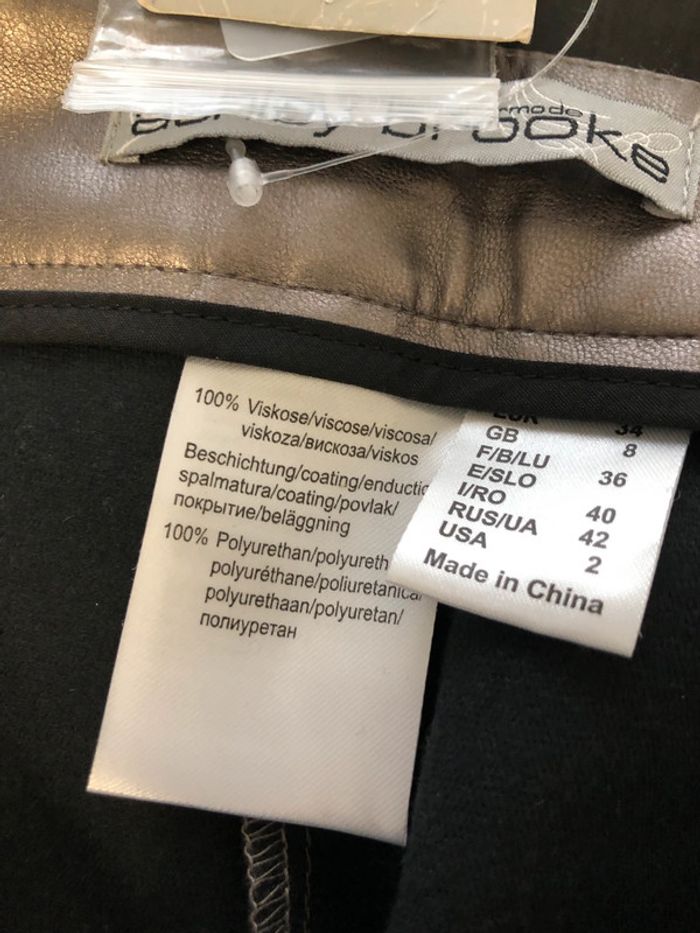 brooke
100% Viskose/viscose/viscosa/
viskoza/вискоза/viskos
Beschichtung/coating/enductio
spalmatura/coating/povlak/
покрытие/beläggning
100% Polyurethan/polyureth
polyuréthane/poliuretanica/
polyurethaan/polyuretan/
полиуретан
EUR 34
GB 8
F/B/LU
E/SLO 36
I/RO 40
RUS/UA 42
USA 2
Made in China